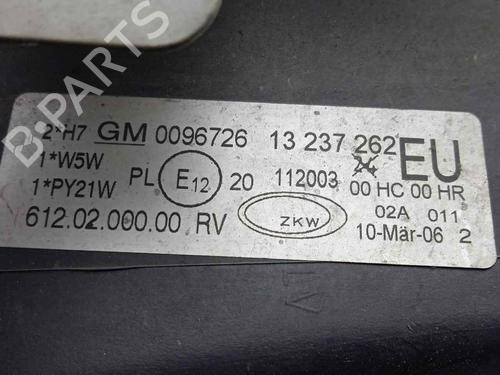 2*H7 GM 0096726 13 237 262 EU
1*W5W PL E12 20 112003 00 HC 00 HR
1*PY21W 02A 011
612.02.000.00 RV ZKW 10-Mär-06 2
B-PARTS